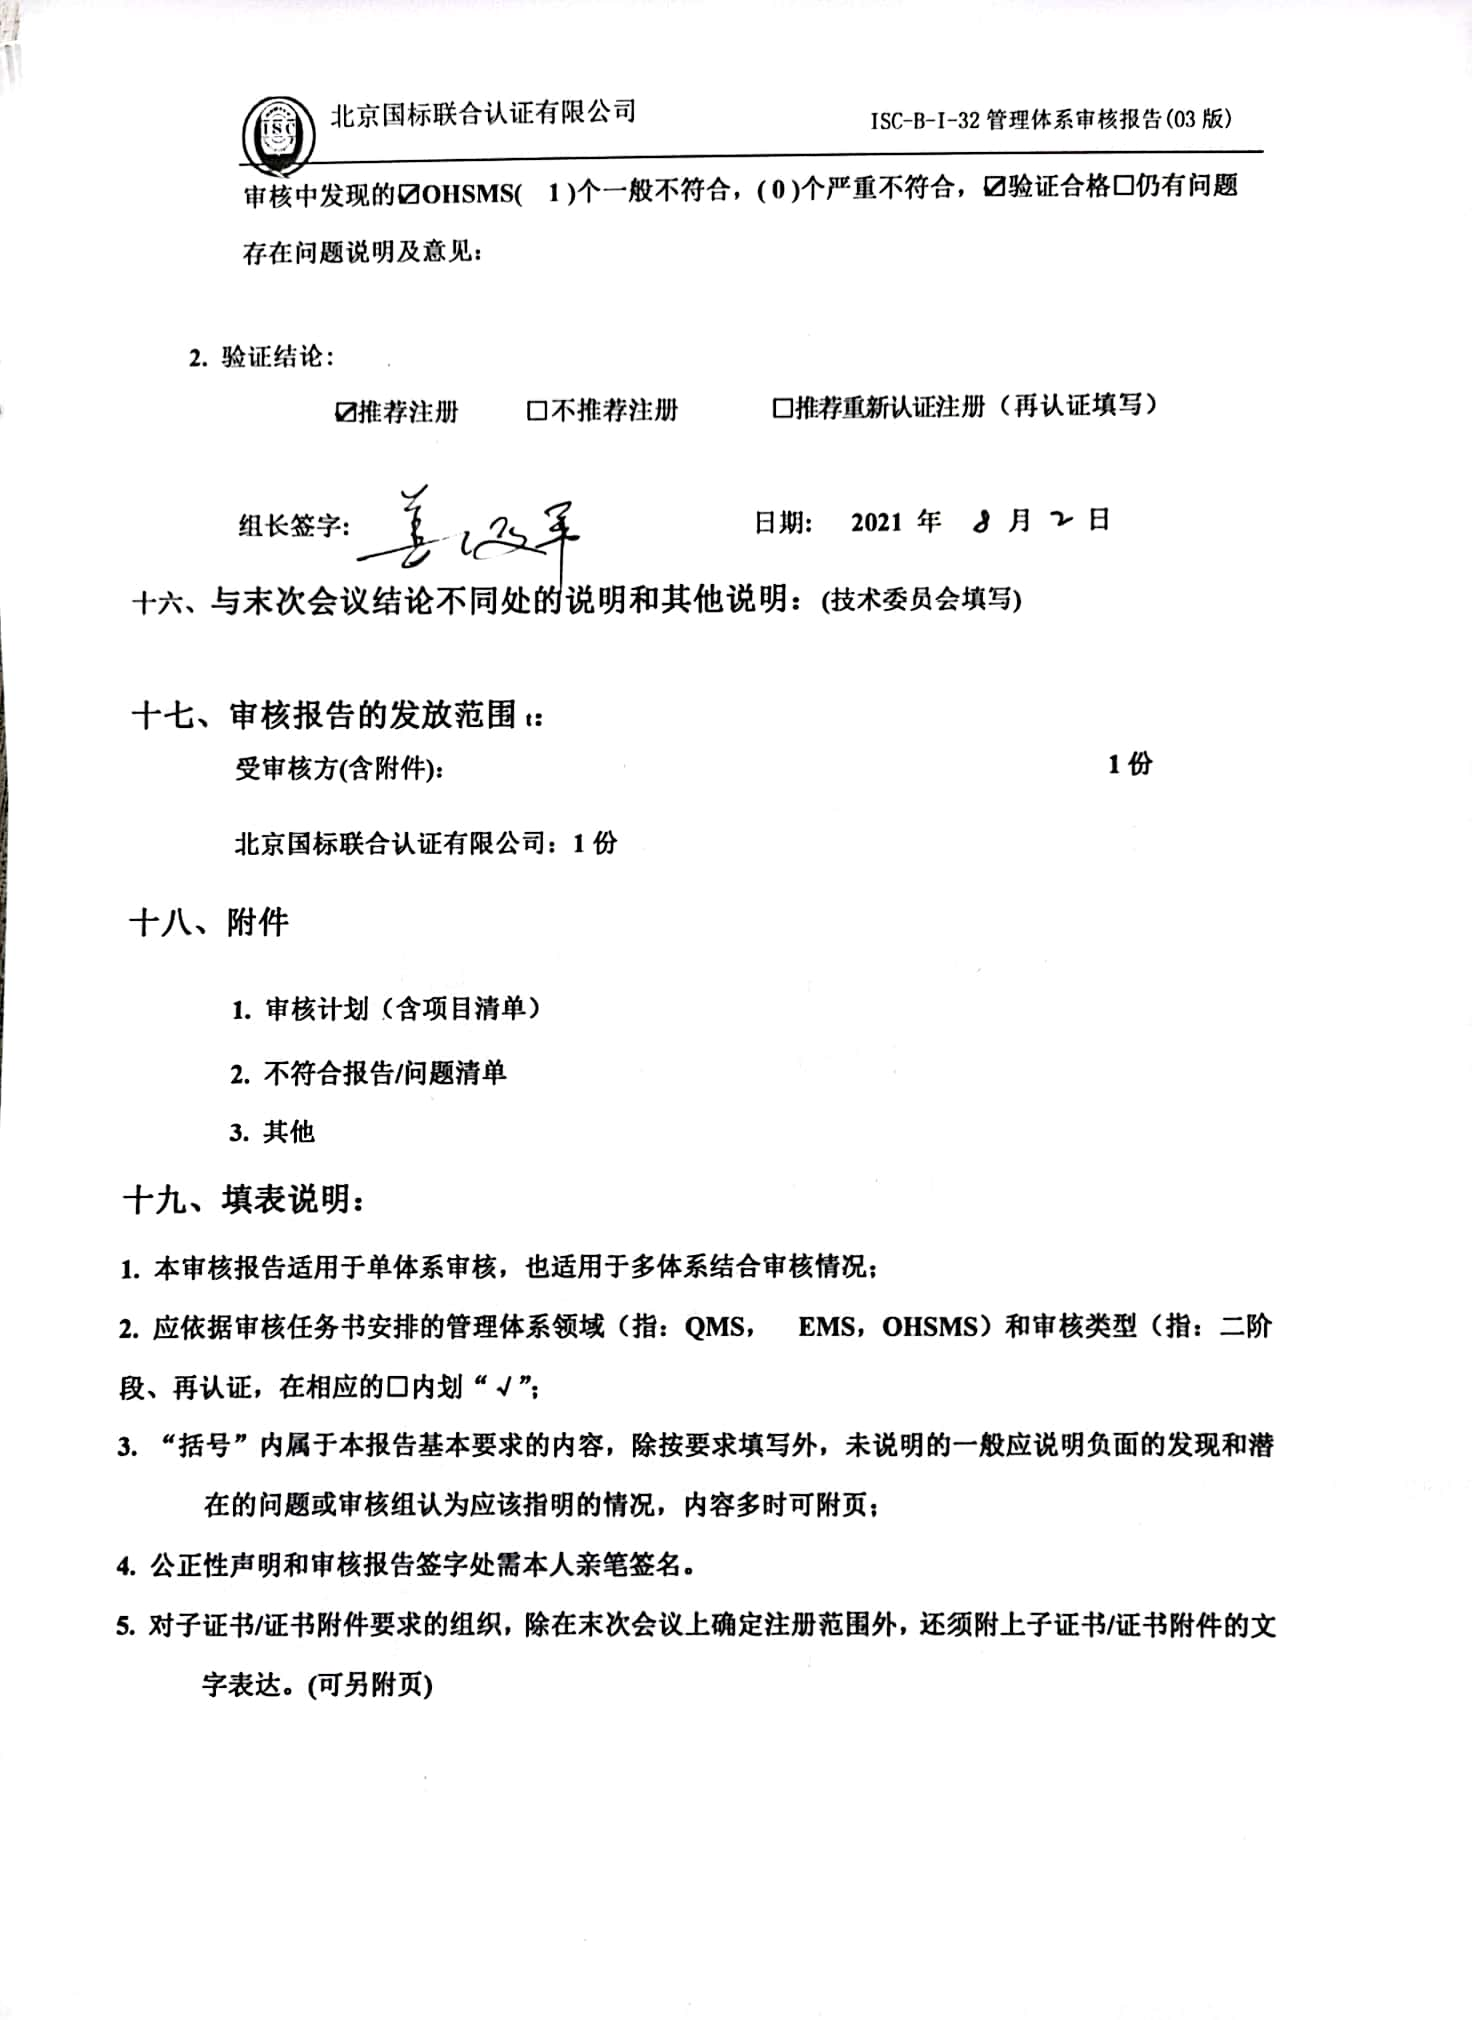 ISC
北京国标联合认证有限公司
ISC-B-I-32 管理体系审核报告(03 版)
审核中发现的☑OHSMS( 1 )个一般不符合，( 0 )个严重不符合，☑验证合格□仍有问题
存在问题说明及意见：
2. 验证结论：
☑推荐注册 □不推荐注册 □推荐重新认证注册（再认证填写）
组长签字： 日期： 2021 年 8 月 2 日
十六、与末次会议结论不同处的说明和其他说明：(技术委员会填写)
十七、审核报告的发放范围 t：
受审核方(含附件)： 1 份
北京国标联合认证有限公司：1 份
十八、附件
1. 审核计划（含项目清单）
2. 不符合报告/问题清单
3. 其他
十九、填表说明：
1. 本审核报告适用于单体系审核，也适用于多体系结合审核情况；
2. 应依据审核任务书安排的管理体系领域（指：QMS， EMS，OHSMS）和审核类型（指：二阶
段、再认证，在相应的□内划“√”；
3. “括号”内属于本报告基本要求的内容，除按要求填写外，未说明的一般应说明负面的发现和潜
在的问题或审核组认为应该指明的情况，内容多时可附页；
4. 公正性声明和审核报告签字处需本人亲笔签名。
5. 对子证书/证书附件要求的组织，除在末次会议上确定注册范围外，还须附上子证书/证书附件的文
字表达。(可另附页)